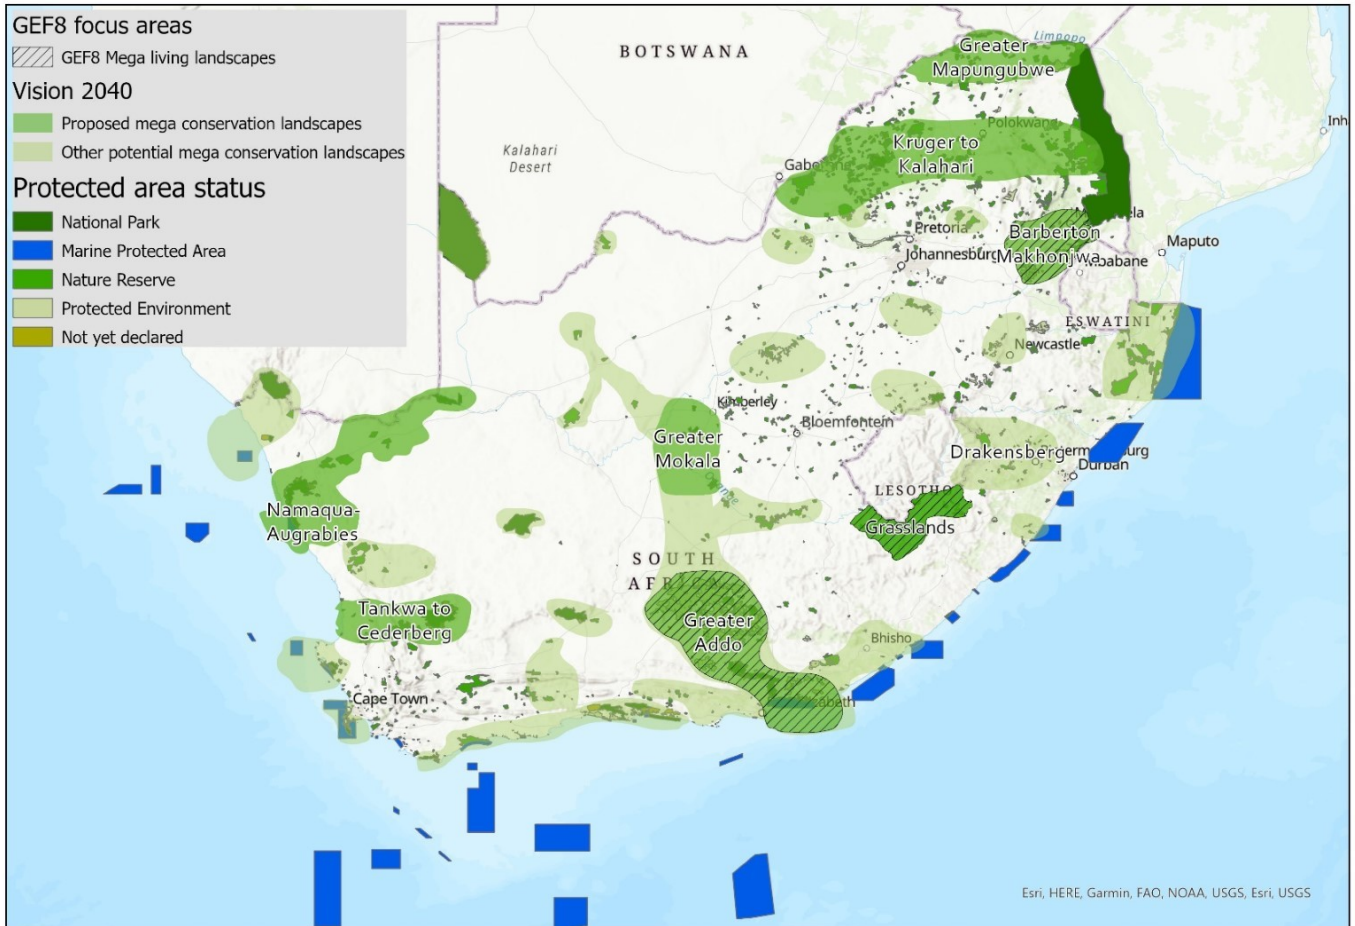 GEF8 focus areas
GEF8 Mega living landscapes
Vision 2040
Proposed mega conservation landscapes
Other potential mega conservation landscapes
Protected area status
National Park
Marine Protected Area
Nature Reserve
Protected Environment
Not yet declared
BOTSWANA
Limpopo
Greater
Mapungubwe
Kalahari
Desert
Polokwane
Kruger to
Kalahari
Pretoria
Johannesburg
Barberton
Makhonjwa
Maputo
ESWATINI
Newcastle
Kimberley
Bloemfontein
Greater
Mokala
Drakensberg
Durban
LESOTHO
Grasslands
Orange
Namaqua-
Augrabies
SOUTH
AFRICA
Tankwa to
Cederberg
Greater
Addo
Bhisho
Cape Town
Esri, HERE, Garmin, FAO, NOAA, USGS, Esri, USGS